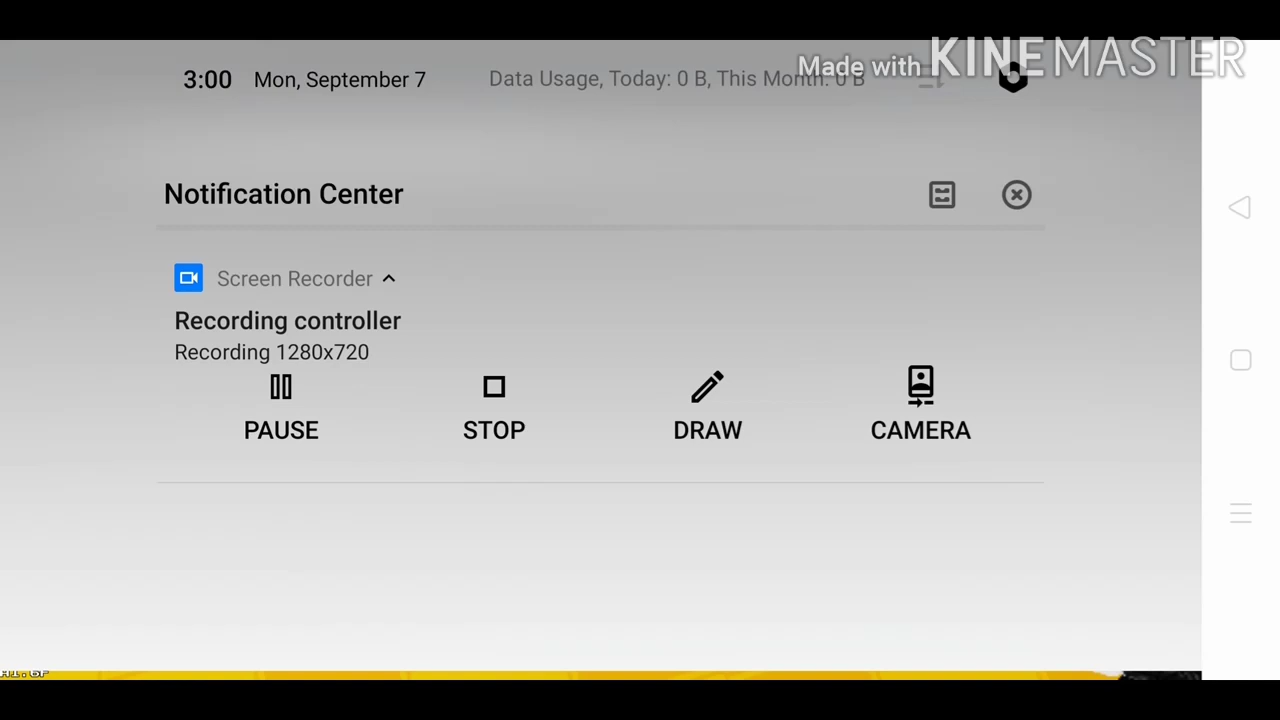 Made with KINEMASTER
3:00 Mon, September 7 Data Usage, Today: 0 B, This Month: 0 B
Notification Center
Screen Recorder
Recording controller
Recording 1280x720
PAUSE STOP DRAW CAMERA